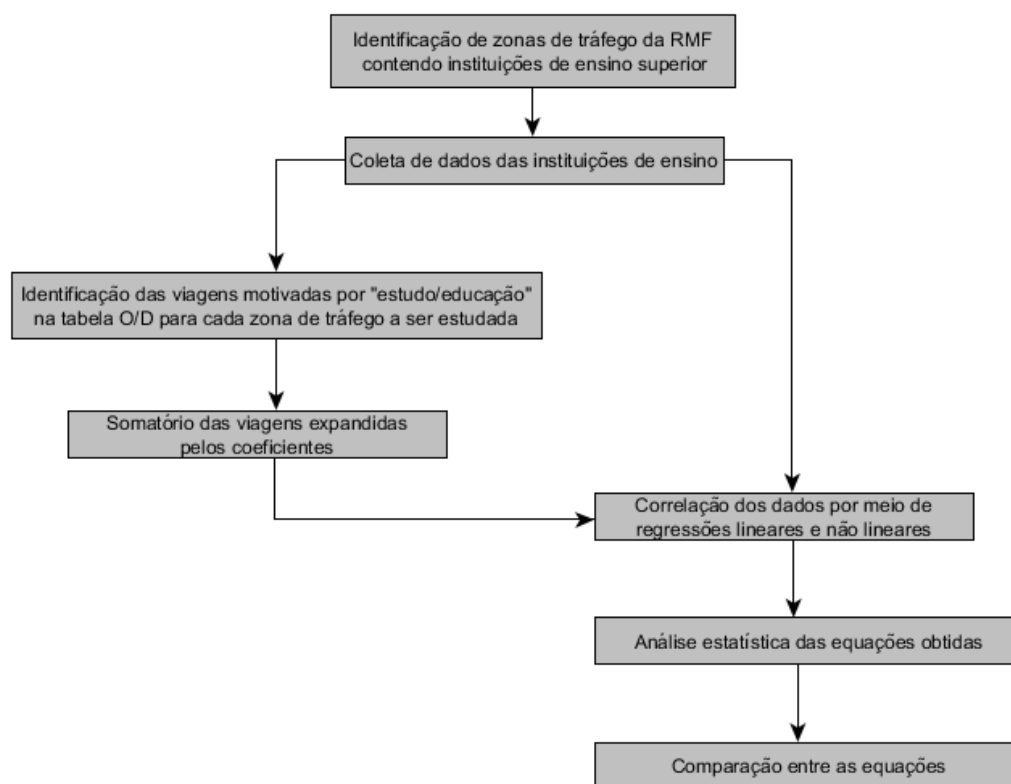 Identificação de zonas de tráfego da RMF
contendo instituições de ensino superior
Coleta de dados das instituições de ensino
Identificação das viagens motivadas por "estudo/educação"
na tabela O/D para cada zona de tráfego a ser estudada
Somatório das viagens expandidas
pelos coeficientes
Correlação dos dados por meio de
regressões lineares e não lineares
Análise estatística das equações obtidas
Comparação entre as equações